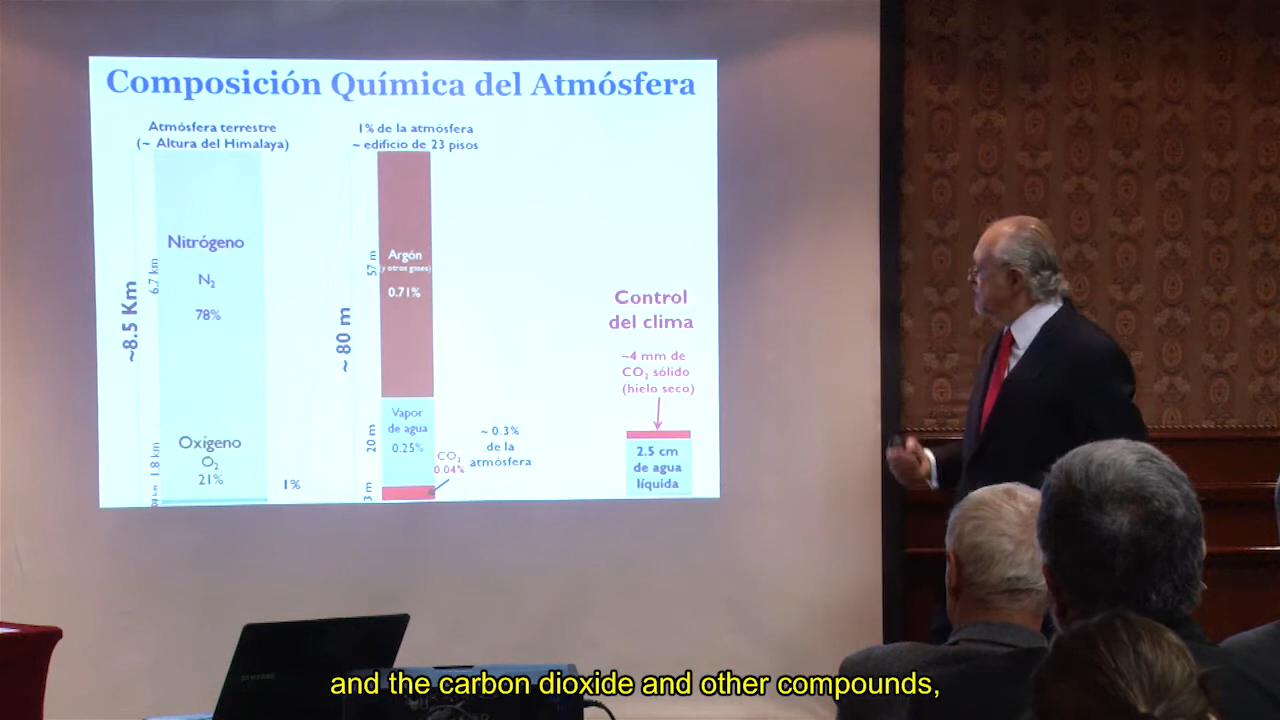 Composición Química del Atmósfera
Atmósfera terrestre
(~ Altura del Himalaya)
~8.5 Km
6.7 km
1.8 km
Nitrógeno
N₂
78%
Oxígeno
O₂
21%
1%
1% de la atmósfera
~ edificio de 23 pisos
~ 80 m
57 m
20 m
3 m
Argón
(y otros gases)
0.71%
Vapor
de agua
0.25%
CO₂
0.04%
~ 0.3%
de la
atmósfera
Control
del clima
~4 mm de
CO₂ sólido
(hielo seco)
2.5 cm
de agua
líquida
SAMSUNG
and the carbon dioxide and other compounds,